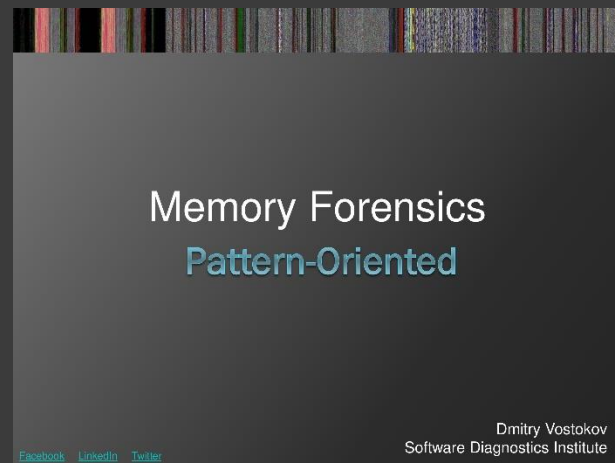 Memory Forensics
Pattern-Oriented
Dmitry Vostokov
Software Diagnostics Institute
Facebook LinkedIn Twitter